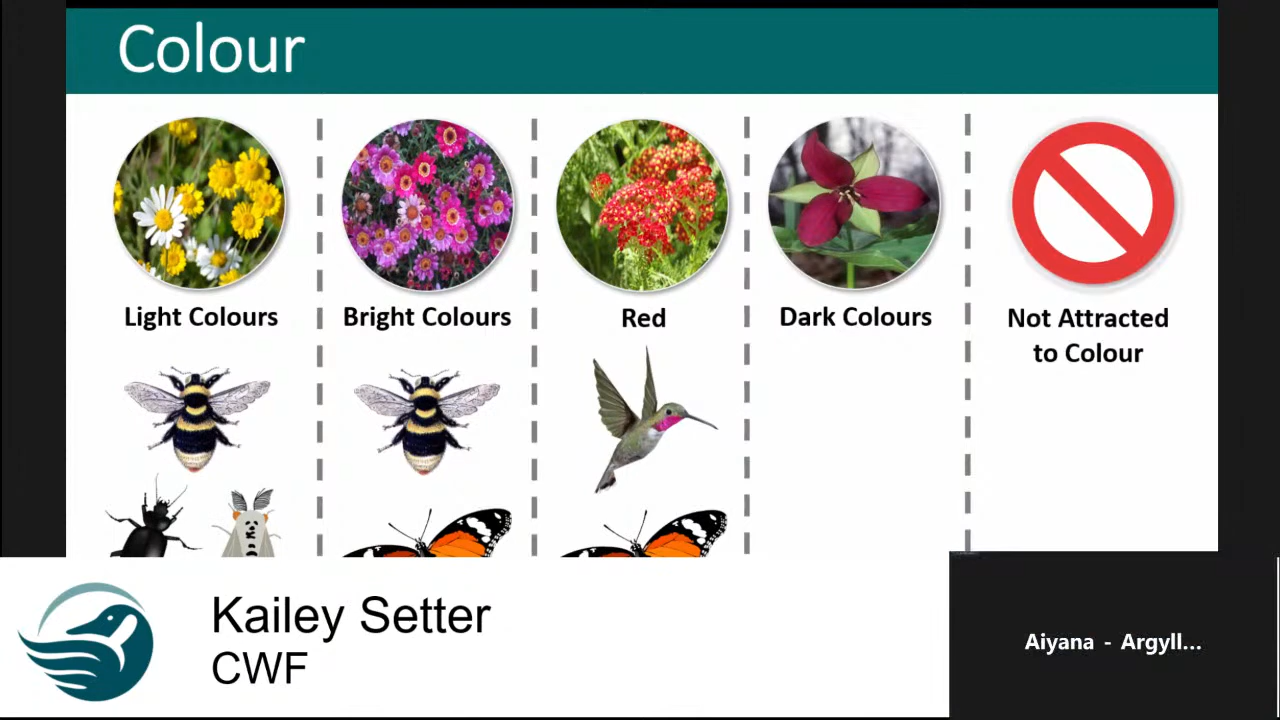 Colour
Light Colours
Bright Colours
Red
Dark Colours
Not Attracted
to Colour
Kailey Setter
CWF
Aiyana - Argyll...